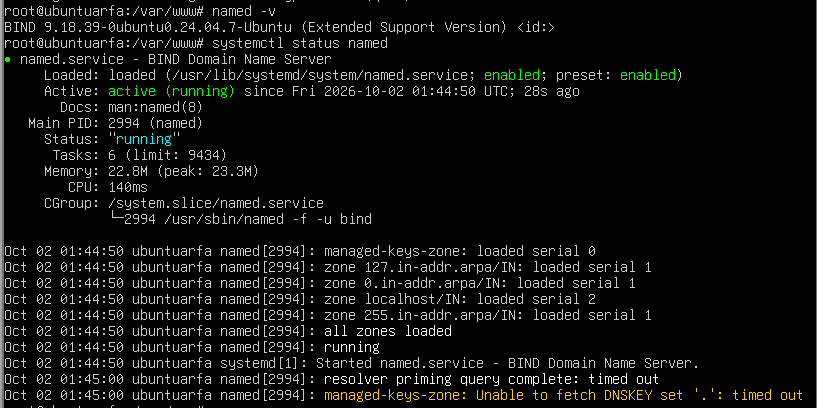 root@ubuntuarfa:/var/www# named -v
BIND 9.18.39-0ubuntu0.24.04.7-Ubuntu (Extended Support Version) <id:>
root@ubuntuarfa:/var/www# systemctl status named
● named.service - BIND Domain Name Server
     Loaded: loaded (/usr/lib/systemd/system/named.service; enabled; preset: enabled)
     Active: active (running) since Fri 2026-10-02 01:44:50 UTC; 28s ago
       Docs: man:named(8)
   Main PID: 2994 (named)
     Status: "running"
      Tasks: 6 (limit: 9434)
     Memory: 22.8M (peak: 23.3M)
        CPU: 140ms
     CGroup: /system.slice/named.service
             └─2994 /usr/sbin/named -f -u bind

Oct 02 01:44:50 ubuntuarfa named[2994]: managed-keys-zone: loaded serial 0
Oct 02 01:44:50 ubuntuarfa named[2994]: zone 127.in-addr.arpa/IN: loaded serial 1
Oct 02 01:44:50 ubuntuarfa named[2994]: zone 0.in-addr.arpa/IN: loaded serial 1
Oct 02 01:44:50 ubuntuarfa named[2994]: zone localhost/IN: loaded serial 2
Oct 02 01:44:50 ubuntuarfa named[2994]: zone 255.in-addr.arpa/IN: loaded serial 1
Oct 02 01:44:50 ubuntuarfa named[2994]: all zones loaded
Oct 02 01:44:50 ubuntuarfa named[2994]: running
Oct 02 01:44:50 ubuntuarfa systemd[1]: Started named.service - BIND Domain Name Server.
Oct 02 01:45:00 ubuntuarfa named[2994]: resolver priming query complete: timed out
Oct 02 01:45:00 ubuntuarfa named[2994]: managed-keys-zone: Unable to fetch DNSKEY set '.': timed out